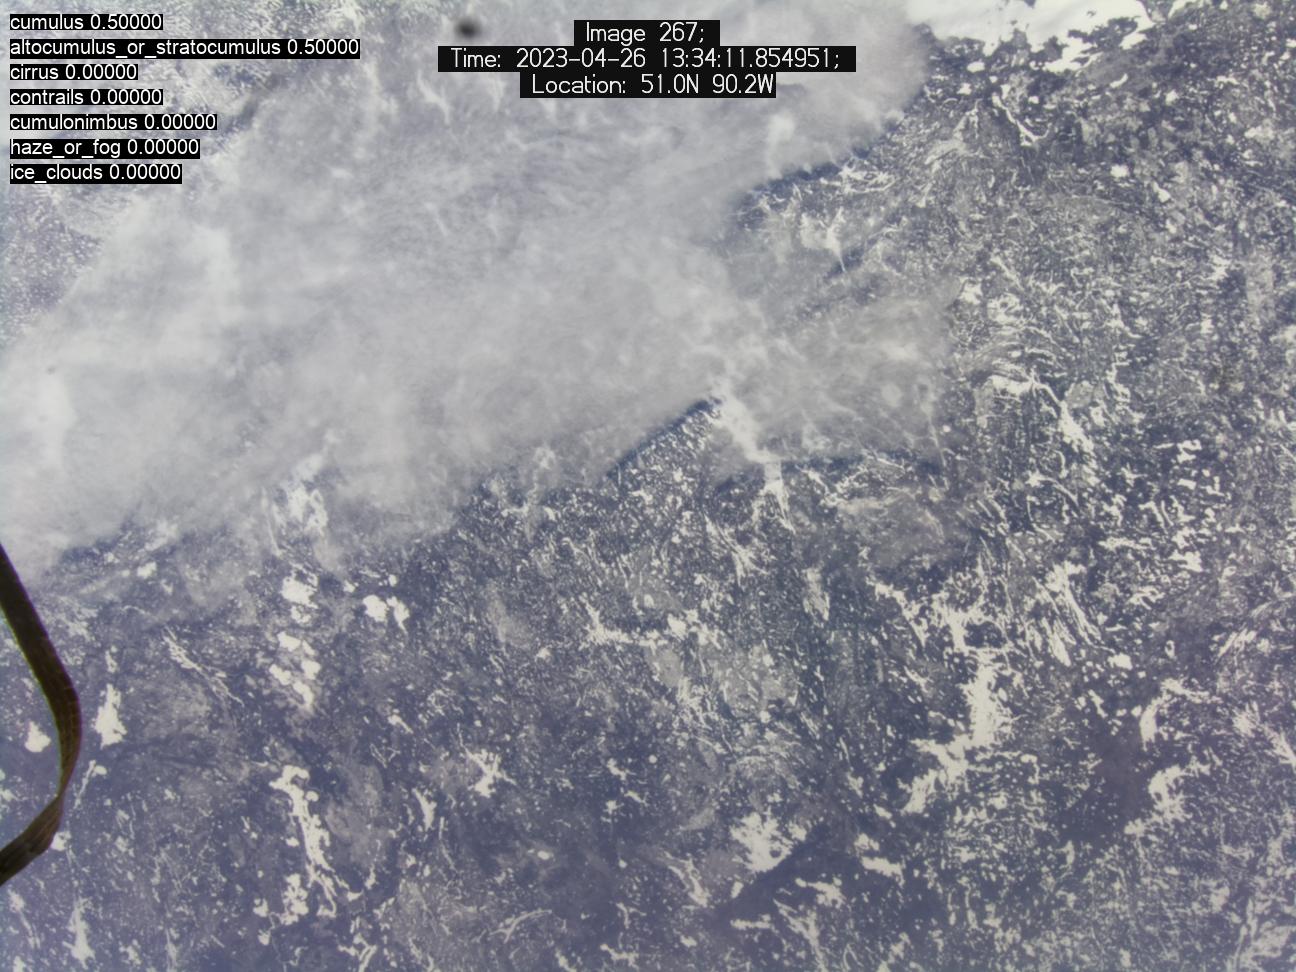 cumulus 0.50000
altocumulus_or_stratocumulus 0.50000
cirrus 0.00000
contrails 0.00000
cumulonimbus 0.00000
haze_or_fog 0.00000
ice_clouds 0.00000
Image 267;
Time: 2023-04-26 13:34:11.854951;
Location: 51.0N 90.2W